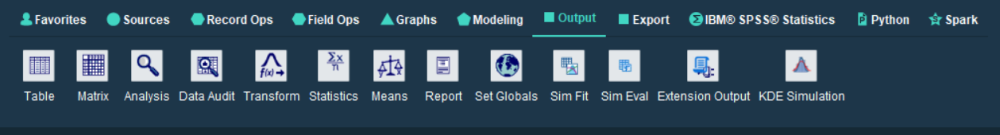 Favorites Sources Record Ops Field Ops Graphs Modeling Output Export IBM® SPSS® Statistics Python Spark
f(x) Σx n
Table Matrix Analysis Data Audit Transform Statistics Means Report Set Globals Sim Fit Sim Eval Extension Output KDE Simulation